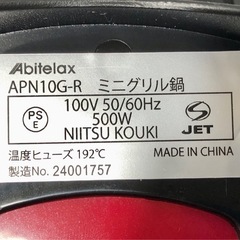 Abitelax
APN10G-R ミニグリル鍋
100V 50/60Hz
500W
NIITSU KOUKI
PS
E
S
JET
温度ヒューズ 192℃ MADE IN CHINA
製造No. 24001757